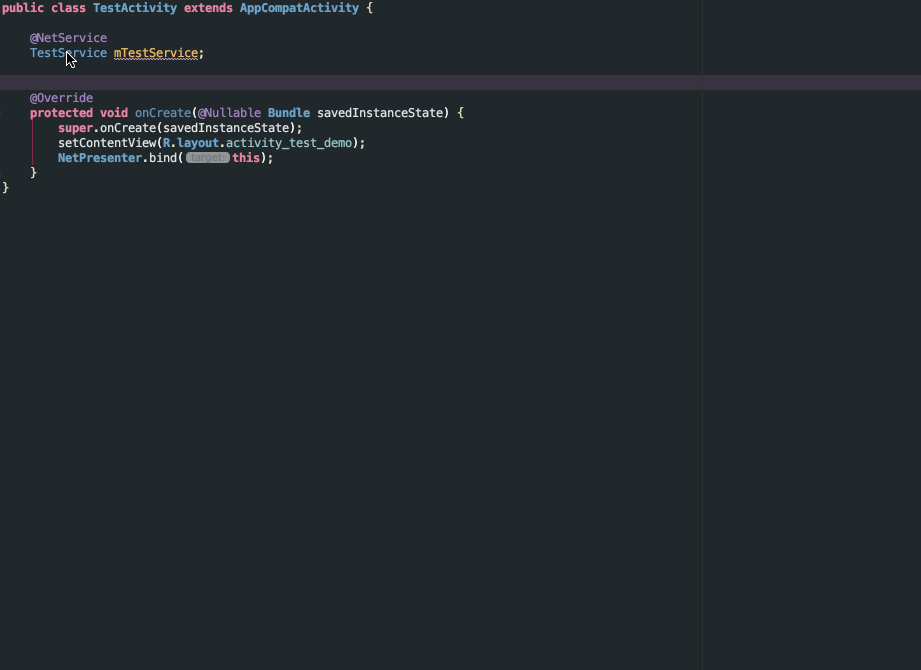 public class TestActivity extends AppCompatActivity {
@NetService
TestService mTestService;
@Override
protected void onCreate(@Nullable Bundle savedInstanceState) {
super.onCreate(savedInstanceState);
setContentView(R.layout.activity_test_demo);
NetPresenter.bind( target: this);
}
}